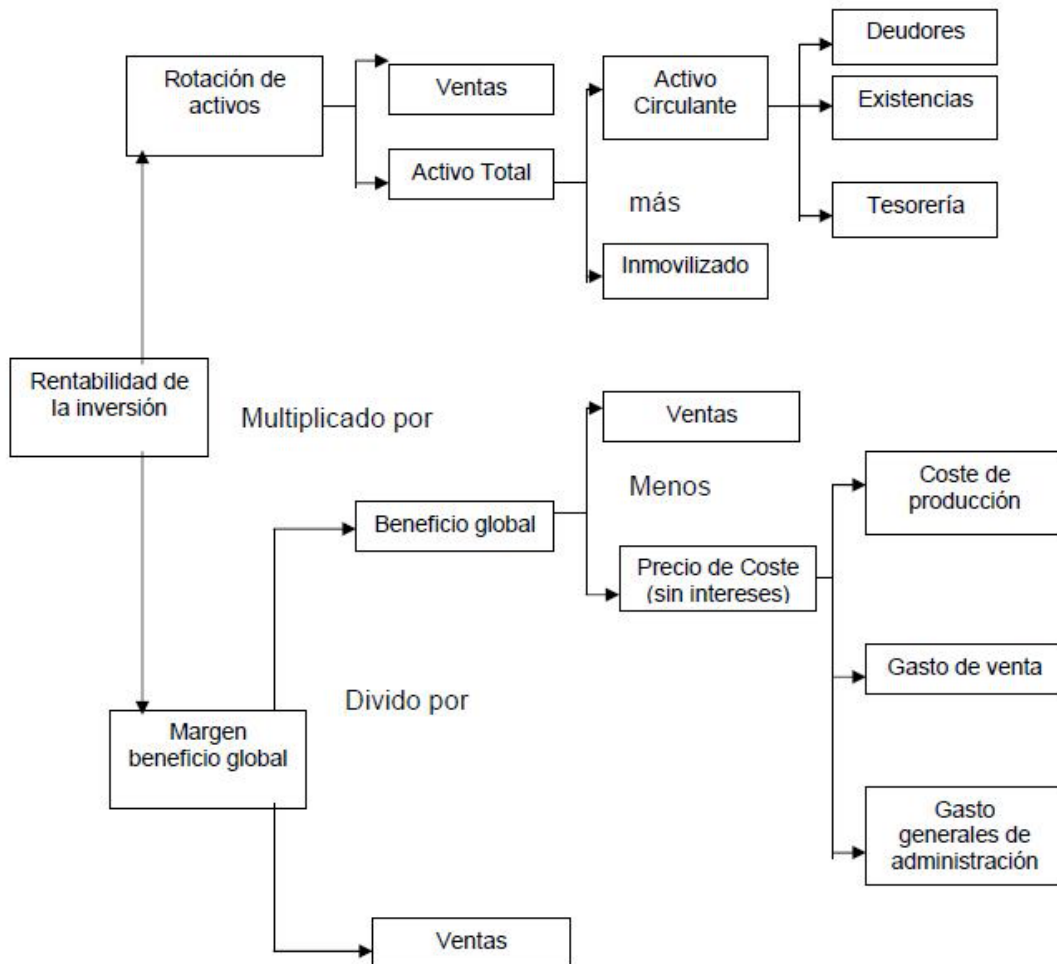 Deudores
Rotación de
activos
Ventas
Activo
Circulante
Existencias
Activo Total
más
Tesorería
Inmovilizado
Rentabilidad de
la inversión
Multiplicado por
Ventas
Menos
Coste de
producción
Beneficio global
Precio de Coste
(sin intereses)
Gasto de venta
Divido por
Margen
beneficio global
Gasto
generales de
administración
Ventas